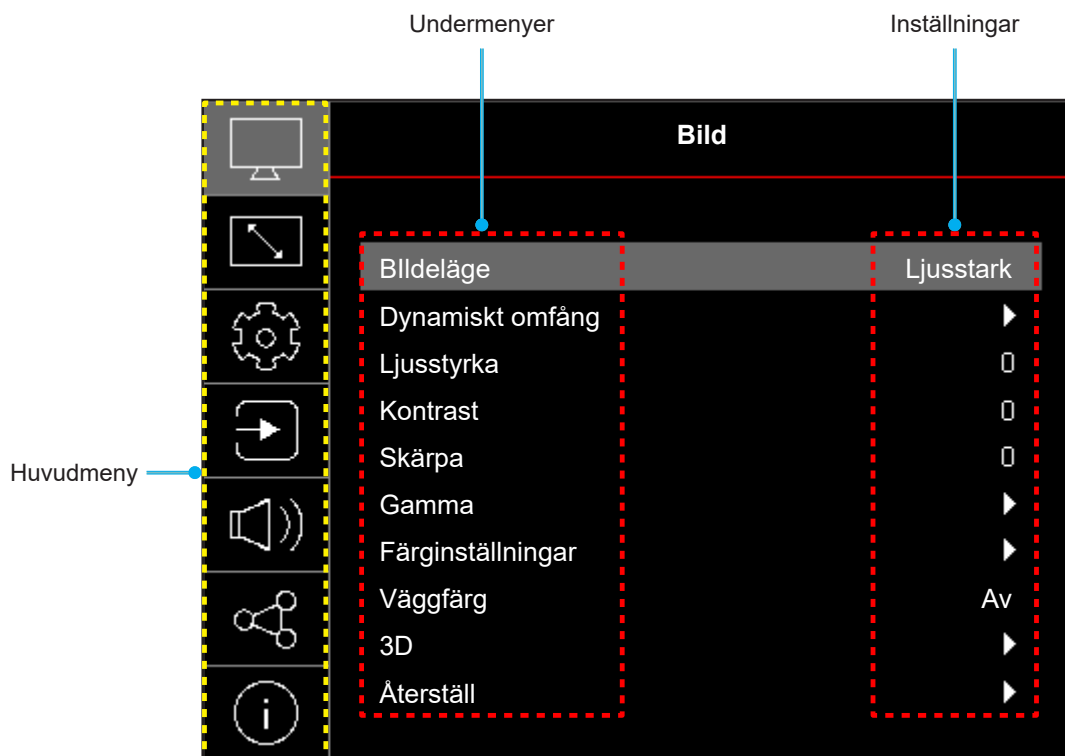 Undermenyer Inställningar
Bild
BIldeläge Ljusstark
Dynamiskt omfång
Ljusstyrka 0
Kontrast 0
Skärpa 0
Huvudmeny
Gamma
Färginställningar
Väggfärg Av
3D
Återställ
i